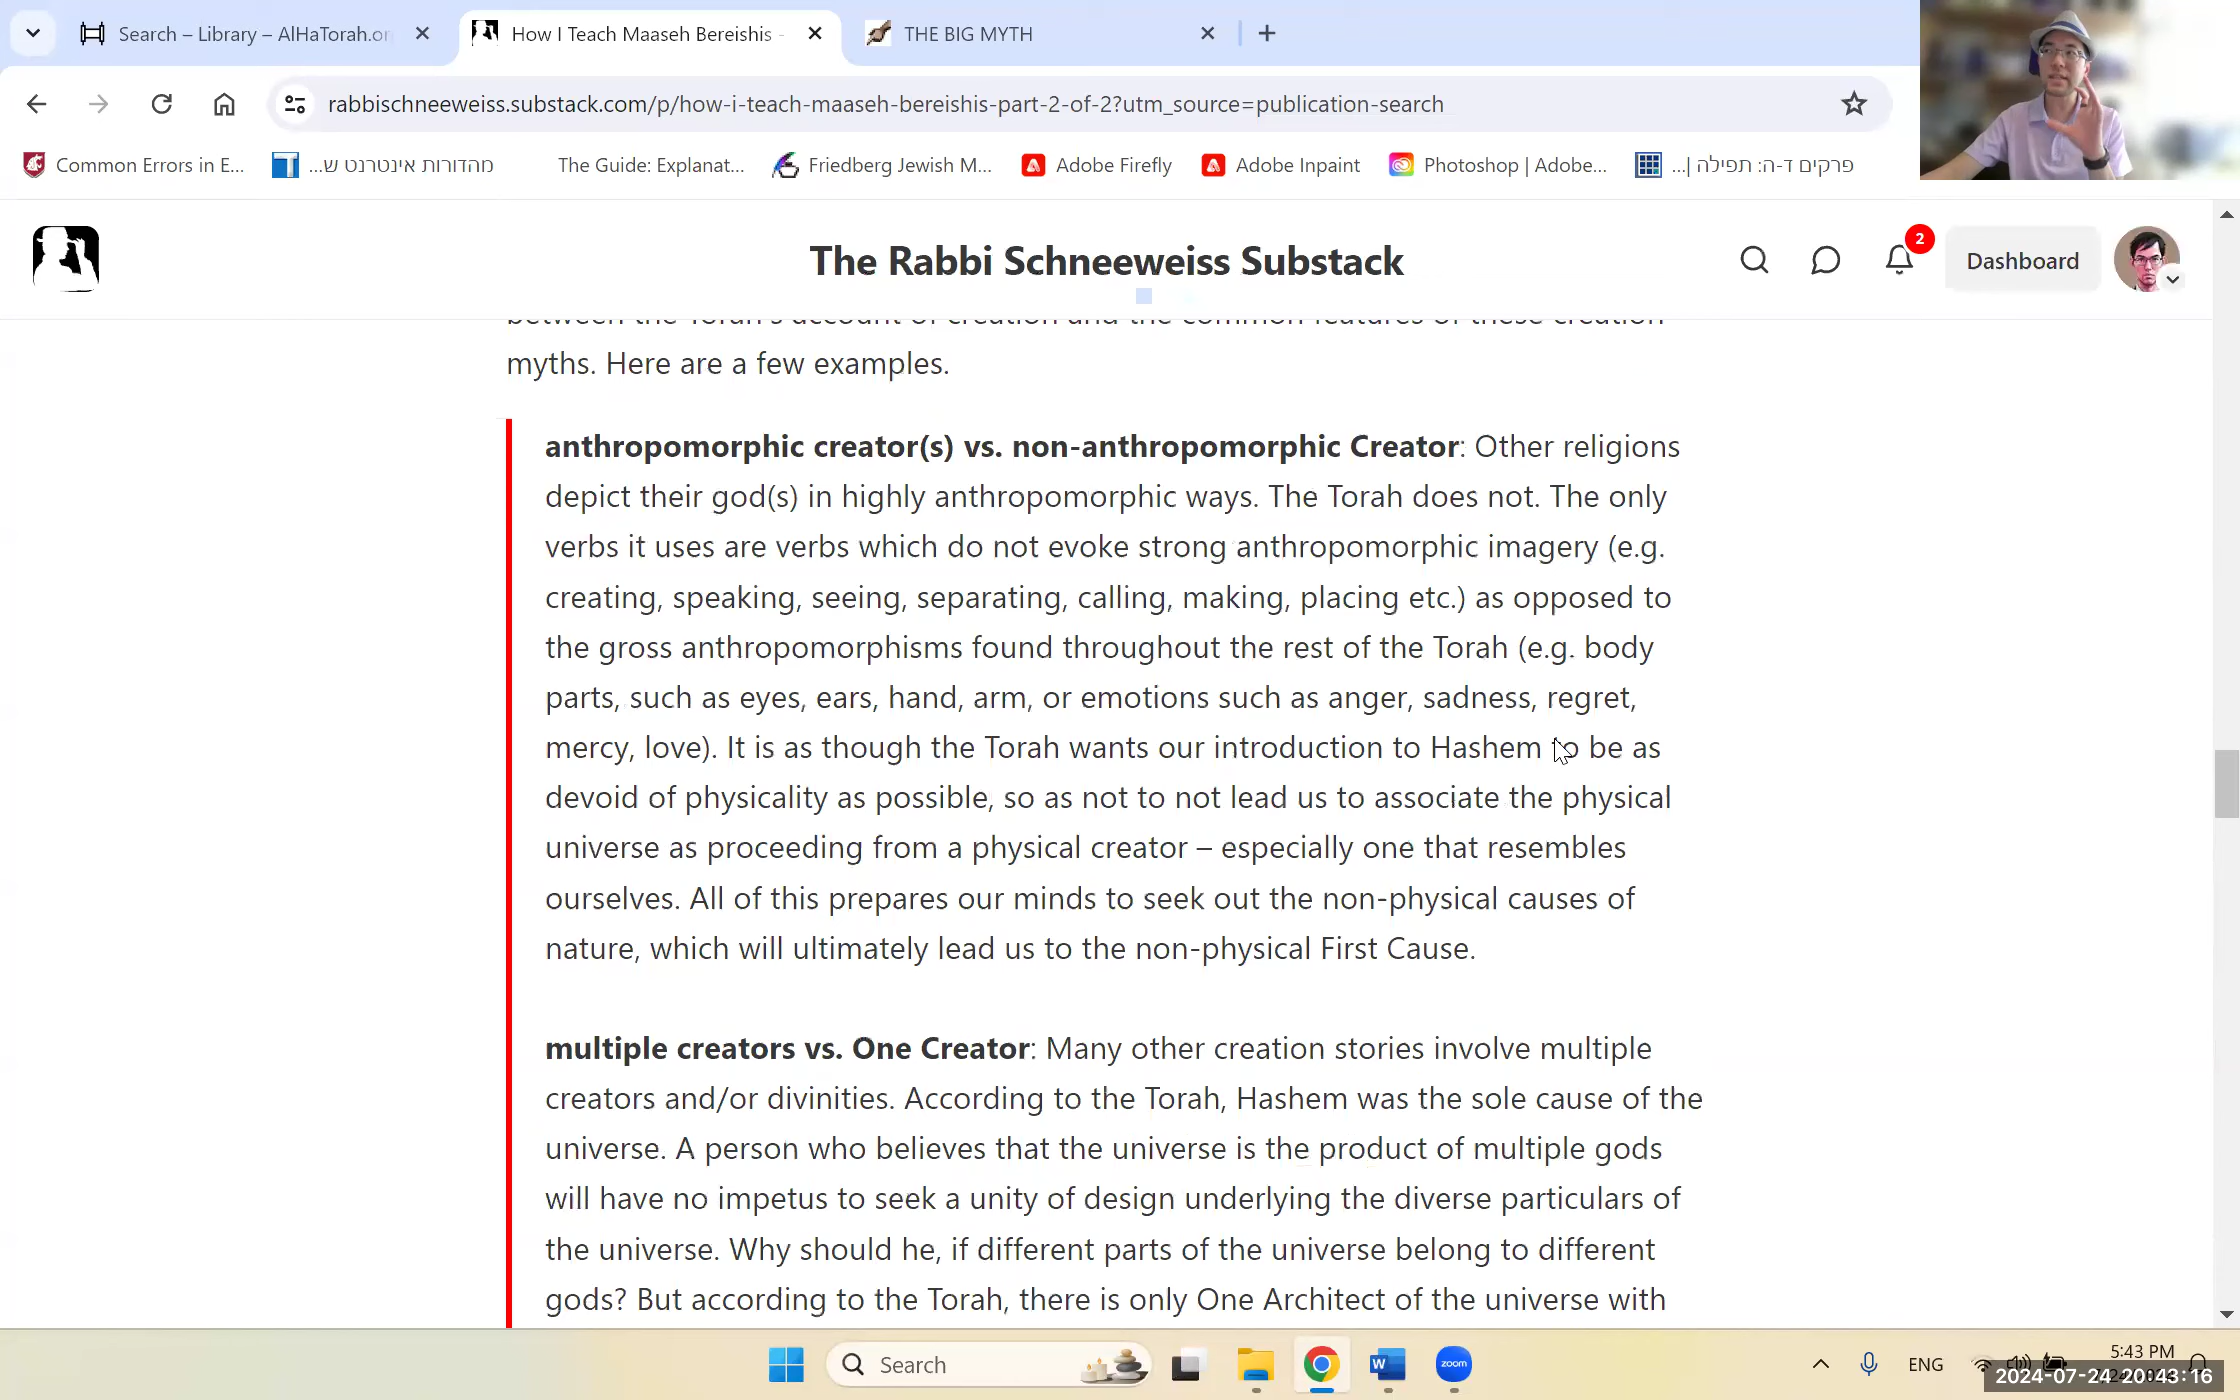 Search – Library – AlHaTorah.or
How I Teach Maaseh Bereishis -
THE BIG MYTH
rabbischneeweiss.substack.com/p/how-i-teach-maaseh-bereishis-part-2-of-2?utm_source=publication-search
Common Errors in E...
מהדורות אינטרנט ש...
The Guide: Explanat...
Friedberg Jewish M...
Adobe Firefly
Adobe Inpaint
Photoshop | Adobe...
פרקים ד-ה: תפילה |...
The Rabbi Schneeweiss Substack
2
Dashboard
between the Torah's account of creation and the common features of these creation
myths. Here are a few examples.
anthropomorphic creator(s) vs. non-anthropomorphic Creator: Other religions
depict their god(s) in highly anthropomorphic ways. The Torah does not. The only
verbs it uses are verbs which do not evoke strong anthropomorphic imagery (e.g.
creating, speaking, seeing, separating, calling, making, placing etc.) as opposed to
the gross anthropomorphisms found throughout the rest of the Torah (e.g. body
parts, such as eyes, ears, hand, arm, or emotions such as anger, sadness, regret,
mercy, love). It is as though the Torah wants our introduction to Hashem to be as
devoid of physicality as possible, so as not to not lead us to associate the physical
universe as proceeding from a physical creator – especially one that resembles
ourselves. All of this prepares our minds to seek out the non-physical causes of
nature, which will ultimately lead us to the non-physical First Cause.
multiple creators vs. One Creator: Many other creation stories involve multiple
creators and/or divinities. According to the Torah, Hashem was the sole cause of the
universe. A person who believes that the universe is the product of multiple gods
will have no impetus to seek a unity of design underlying the diverse particulars of
the universe. Why should he, if different parts of the universe belong to different
gods? But according to the Torah, there is only One Architect of the universe with
Search
W
zoom
ENG
5:43 PM
2024-07-24 20:43:16